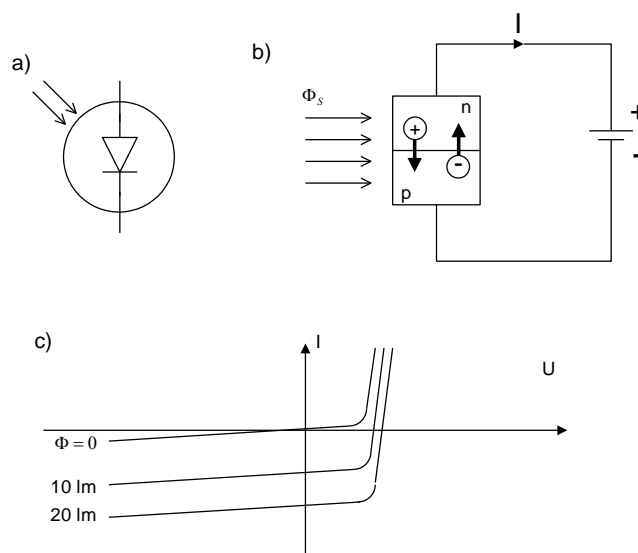 a)
b)
I
Φ_S
n
+
+
-
-
p
c)
I
U
Φ = 0
10 lm
20 lm